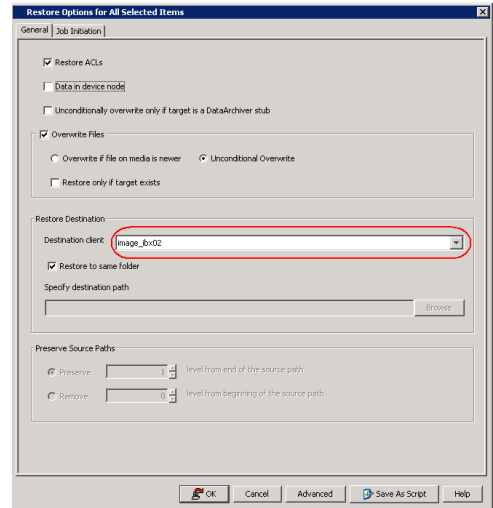 Restore Options for All Selected Items
General Job Initiation
Restore ACLs
Data in device node
Unconditionally overwrite only if target is a DataArchiver stub
Overwrite Files
Overwrite if file on media is newer Unconditional Overwrite
Restore only if target exists
Restore Destination
Destination client image_ibx02
Restore to same folder
Specify destination path
Browse
Preserve Source Paths
Preserve 1 level from end of the source path
Remove 0 level from beginning of the source path
OK Cancel Advanced Save As Script Help